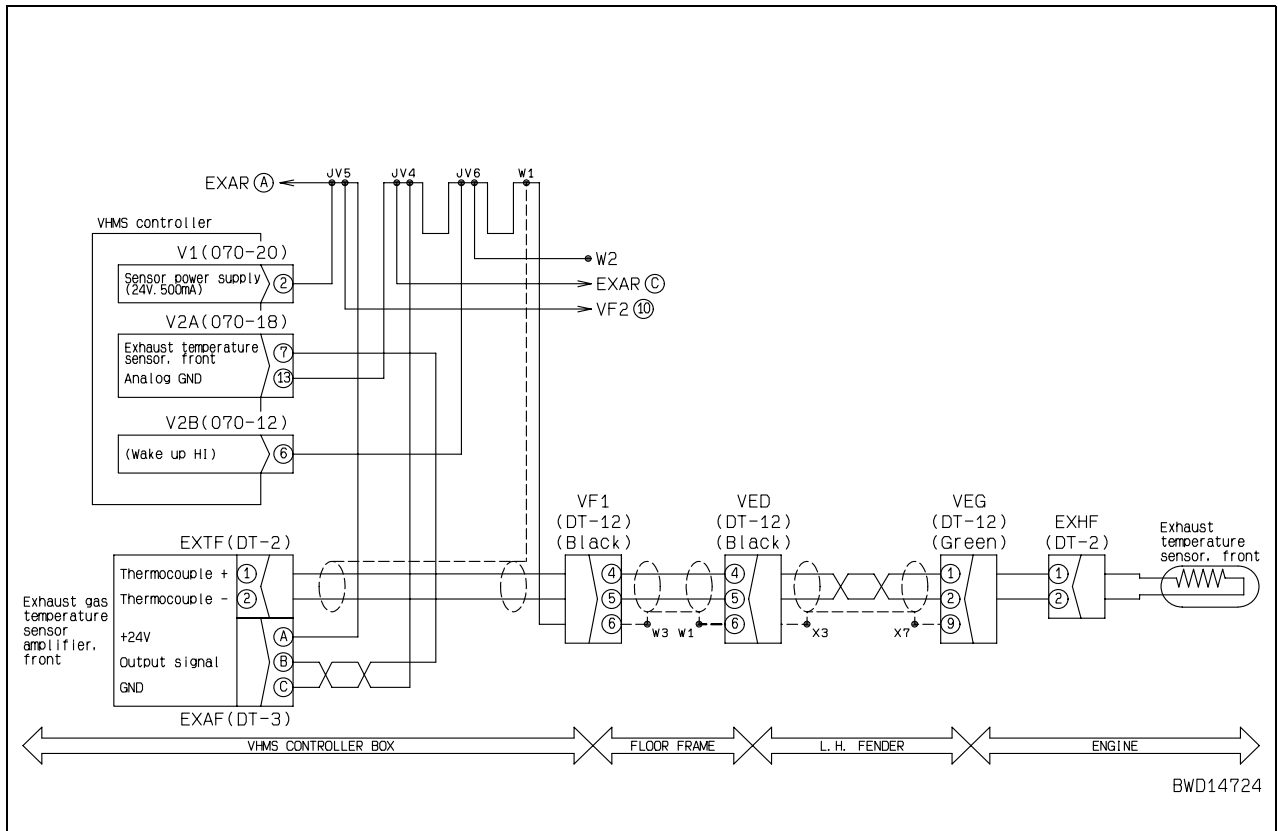 JV5 JV4 JV6 W1
EXAR Ⓐ
VHMS controller
W2
V1(070-20)
Sensor power supply
(24V. 500mA)
②
EXAR Ⓒ
VF2 ⑩
V2A(070-18)
Exhaust temperature
sensor. front
⑦
Analog GND ⑬
V2B(070-12)
(Wake up HI) ⑥
EXTF(DT-2)
Thermocouple + ①
Thermocouple - ②
Exhaust gas
temperature
sensor
amplifier.
front
+24V Ⓐ
Output signal Ⓑ
GND Ⓒ
EXAF(DT-3)
VF1
(DT-12)
(Black)
④
⑤
⑥
W3 W1
VED
(DT-12)
(Black)
④
⑤
⑥
X3 X7
VEG
(DT-12)
(Green)
①
②
⑨
EXHF
(DT-2)
①
②
Exhaust
temperature
sensor. front
VHMS CONTROLLER BOX FLOOR FRAME L. H. FENDER ENGINE
BWD14724